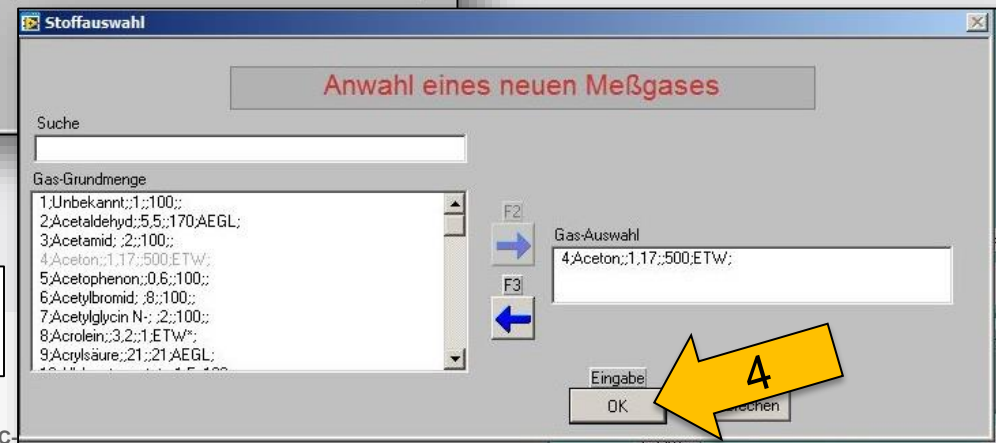 Stoffauswahl
Anwahl eines neuen Meßgases
Suche
Gas-Grundmenge
1;Unbekannt;;1;;100;;
2;Acetaldehyd;;5,5;;170;AEGL;
3;Acetamid; ;2;;100;;
4;Aceton;;1,17;;500;ETW;
5;Acetophenon;;0,6;;100;;
6;Acetylbromid; ;8;;100;;
7;Acetylglycin N-; ;2;;100;;
8;Acrolein;;3,2;;1;ETW*;
9;Acrylsäure;;21;;21;AEGL;
F2
F3
Gas-Auswahl
4;Aceton;;1,17;;500;ETW;
Eingabe
OK
4